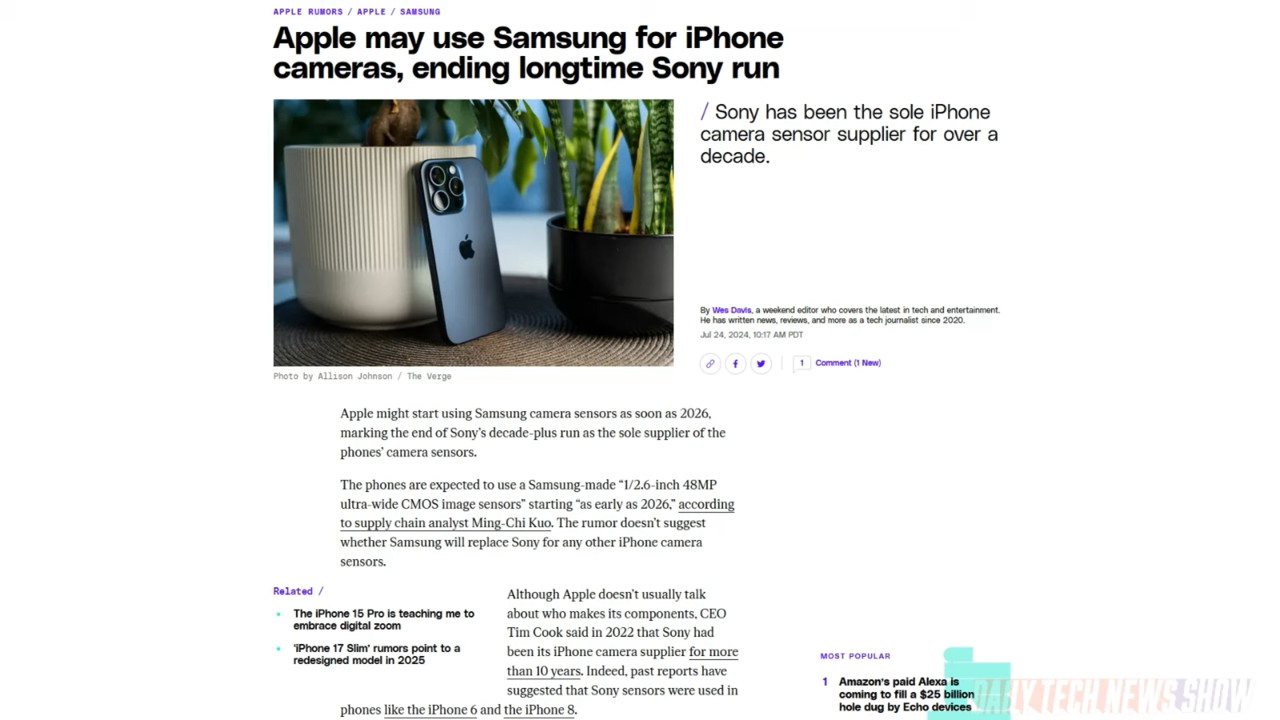 APPLE RUMORS / APPLE / SAMSUNG
Apple may use Samsung for iPhone
cameras, ending longtime Sony run
/ Sony has been the sole iPhone
camera sensor supplier for over a
decade.
By Wes Davis, a weekend editor who covers the latest in tech and entertainment.
He has written news, reviews, and more as a tech journalist since 2020.
Jul 24, 2024, 10:17 AM PDT
1 Comment (1 New)
Photo by Allison Johnson / The Verge
Apple might start using Samsung camera sensors as soon as 2026,
marking the end of Sony's decade-plus run as the sole supplier of the
phones' camera sensors.
The phones are expected to use a Samsung-made “1/2.6-inch 48MP
ultra-wide CMOS image sensors” starting “as early as 2026,” according
to supply chain analyst Ming-Chi Kuo. The rumor doesn't suggest
whether Samsung will replace Sony for any other iPhone camera
sensors.
Related /
The iPhone 15 Pro is teaching me to
embrace digital zoom
'iPhone 17 Slim' rumors point to a
redesigned model in 2025
Although Apple doesn't usually talk
about who makes its components, CEO
Tim Cook said in 2022 that Sony had
been its iPhone camera supplier for more
than 10 years. Indeed, past reports have
suggested that Sony sensors were used in
phones like the iPhone 6 and the iPhone 8.
MOST POPULAR
1 Amazon's paid Alexa is
coming to fill a $25 billion
hole dug by Echo devices
DAILY TECH NEWS SHOW